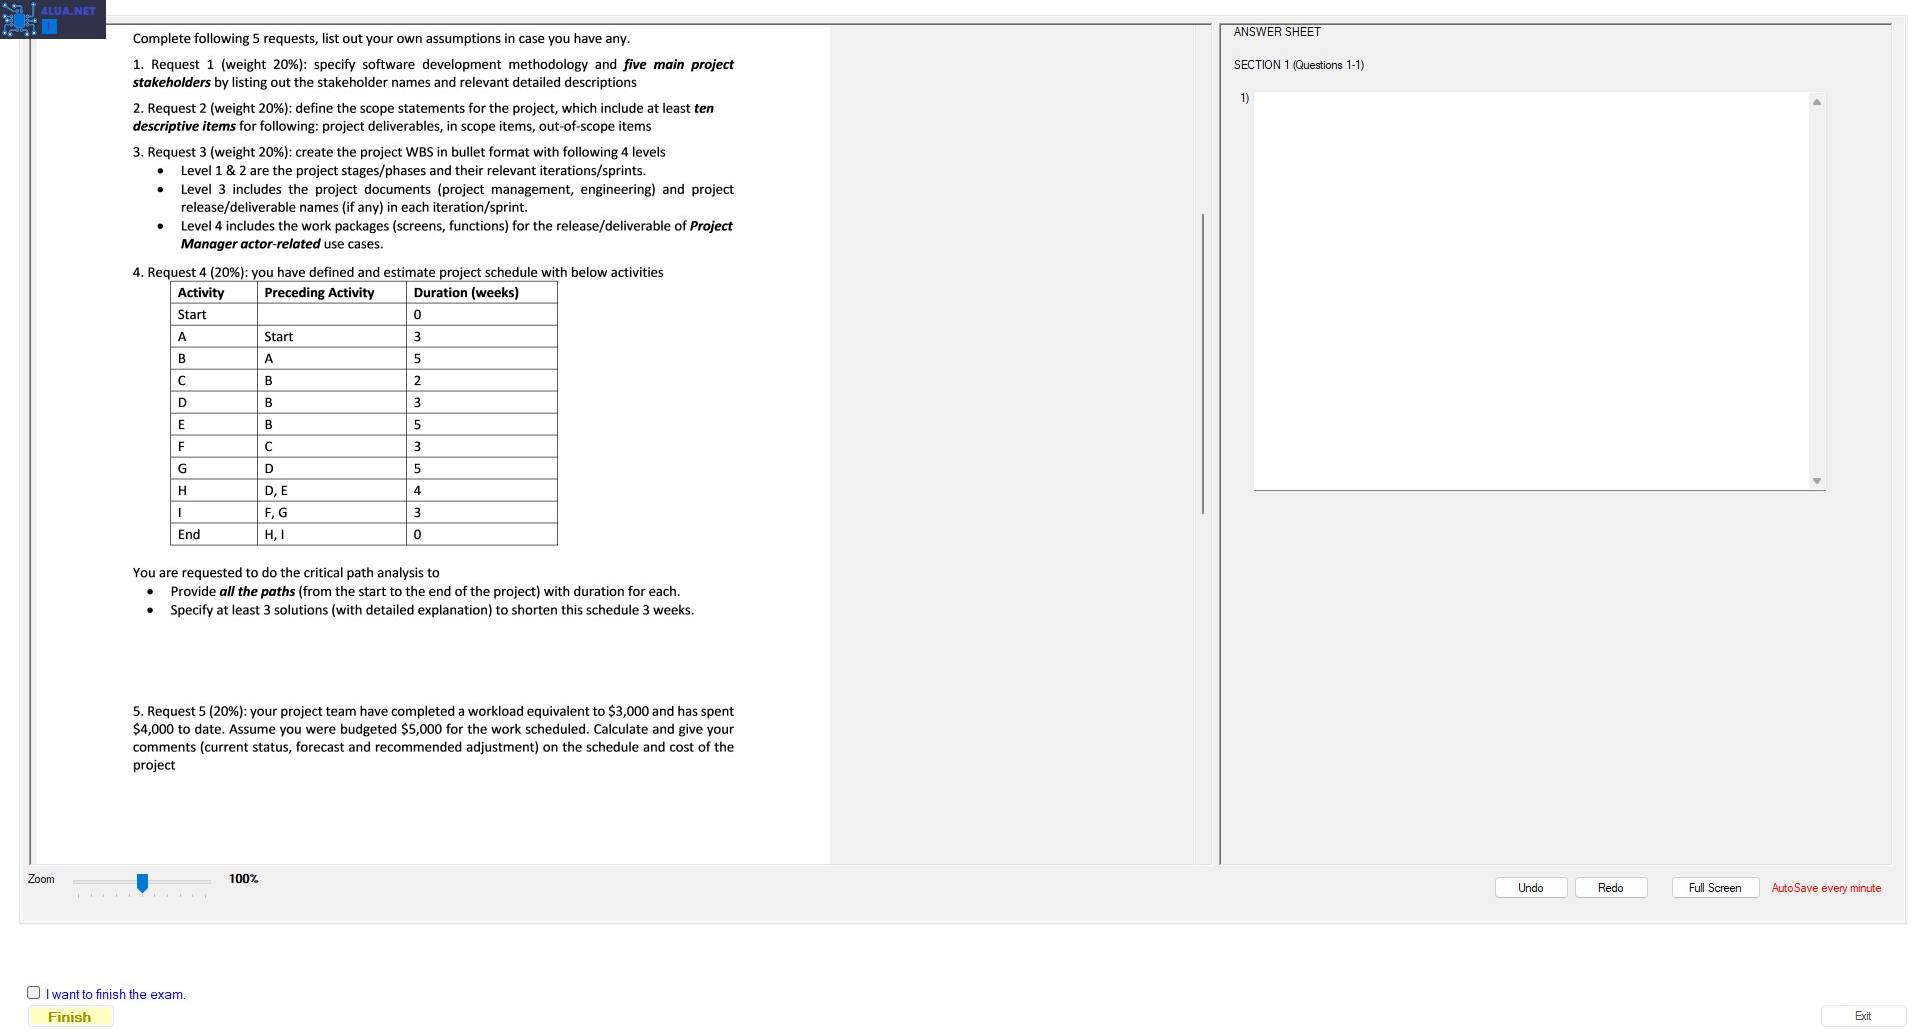 4LUA.NET
Complete following 5 requests, list out your own assumptions in case you have any.
1. Request 1 (weight 20%): specify software development methodology and five main project
stakeholders by listing out the stakeholder names and relevant detailed descriptions
2. Request 2 (weight 20%): define the scope statements for the project, which include at least ten
descriptive items for following: project deliverables, in scope items, out-of-scope items
3. Request 3 (weight 20%): create the project WBS in bullet format with following 4 levels
• Level 1 & 2 are the project stages/phases and their relevant iterations/sprints.
• Level 3 includes the project documents (project management, engineering) and project
release/deliverable names (if any) in each iteration/sprint.
• Level 4 includes the work packages (screens, functions) for the release/deliverable of Project
Manager actor-related use cases.
4. Request 4 (20%): you have defined and estimate project schedule with below activities
Activity Preceding Activity Duration (weeks)
Start 0
A Start 3
B A 5
C B 2
D B 3
E B 5
F C 3
G D 5
H D, E 4
I F, G 3
End H, I 0
You are requested to do the critical path analysis to
• Provide all the paths (from the start to the end of the project) with duration for each.
• Specify at least 3 solutions (with detailed explanation) to shorten this schedule 3 weeks.
5. Request 5 (20%): your project team have completed a workload equivalent to $3,000 and has spent
$4,000 to date. Assume you were budgeted $5,000 for the work scheduled. Calculate and give your
comments (current status, forecast and recommended adjustment) on the schedule and cost of the
project
ANSWER SHEET
SECTION 1 (Questions 1-1)
1)
Zoom 100%
Undo Redo Full Screen AutoSave every minute
I want to finish the exam.
Finish
Exit